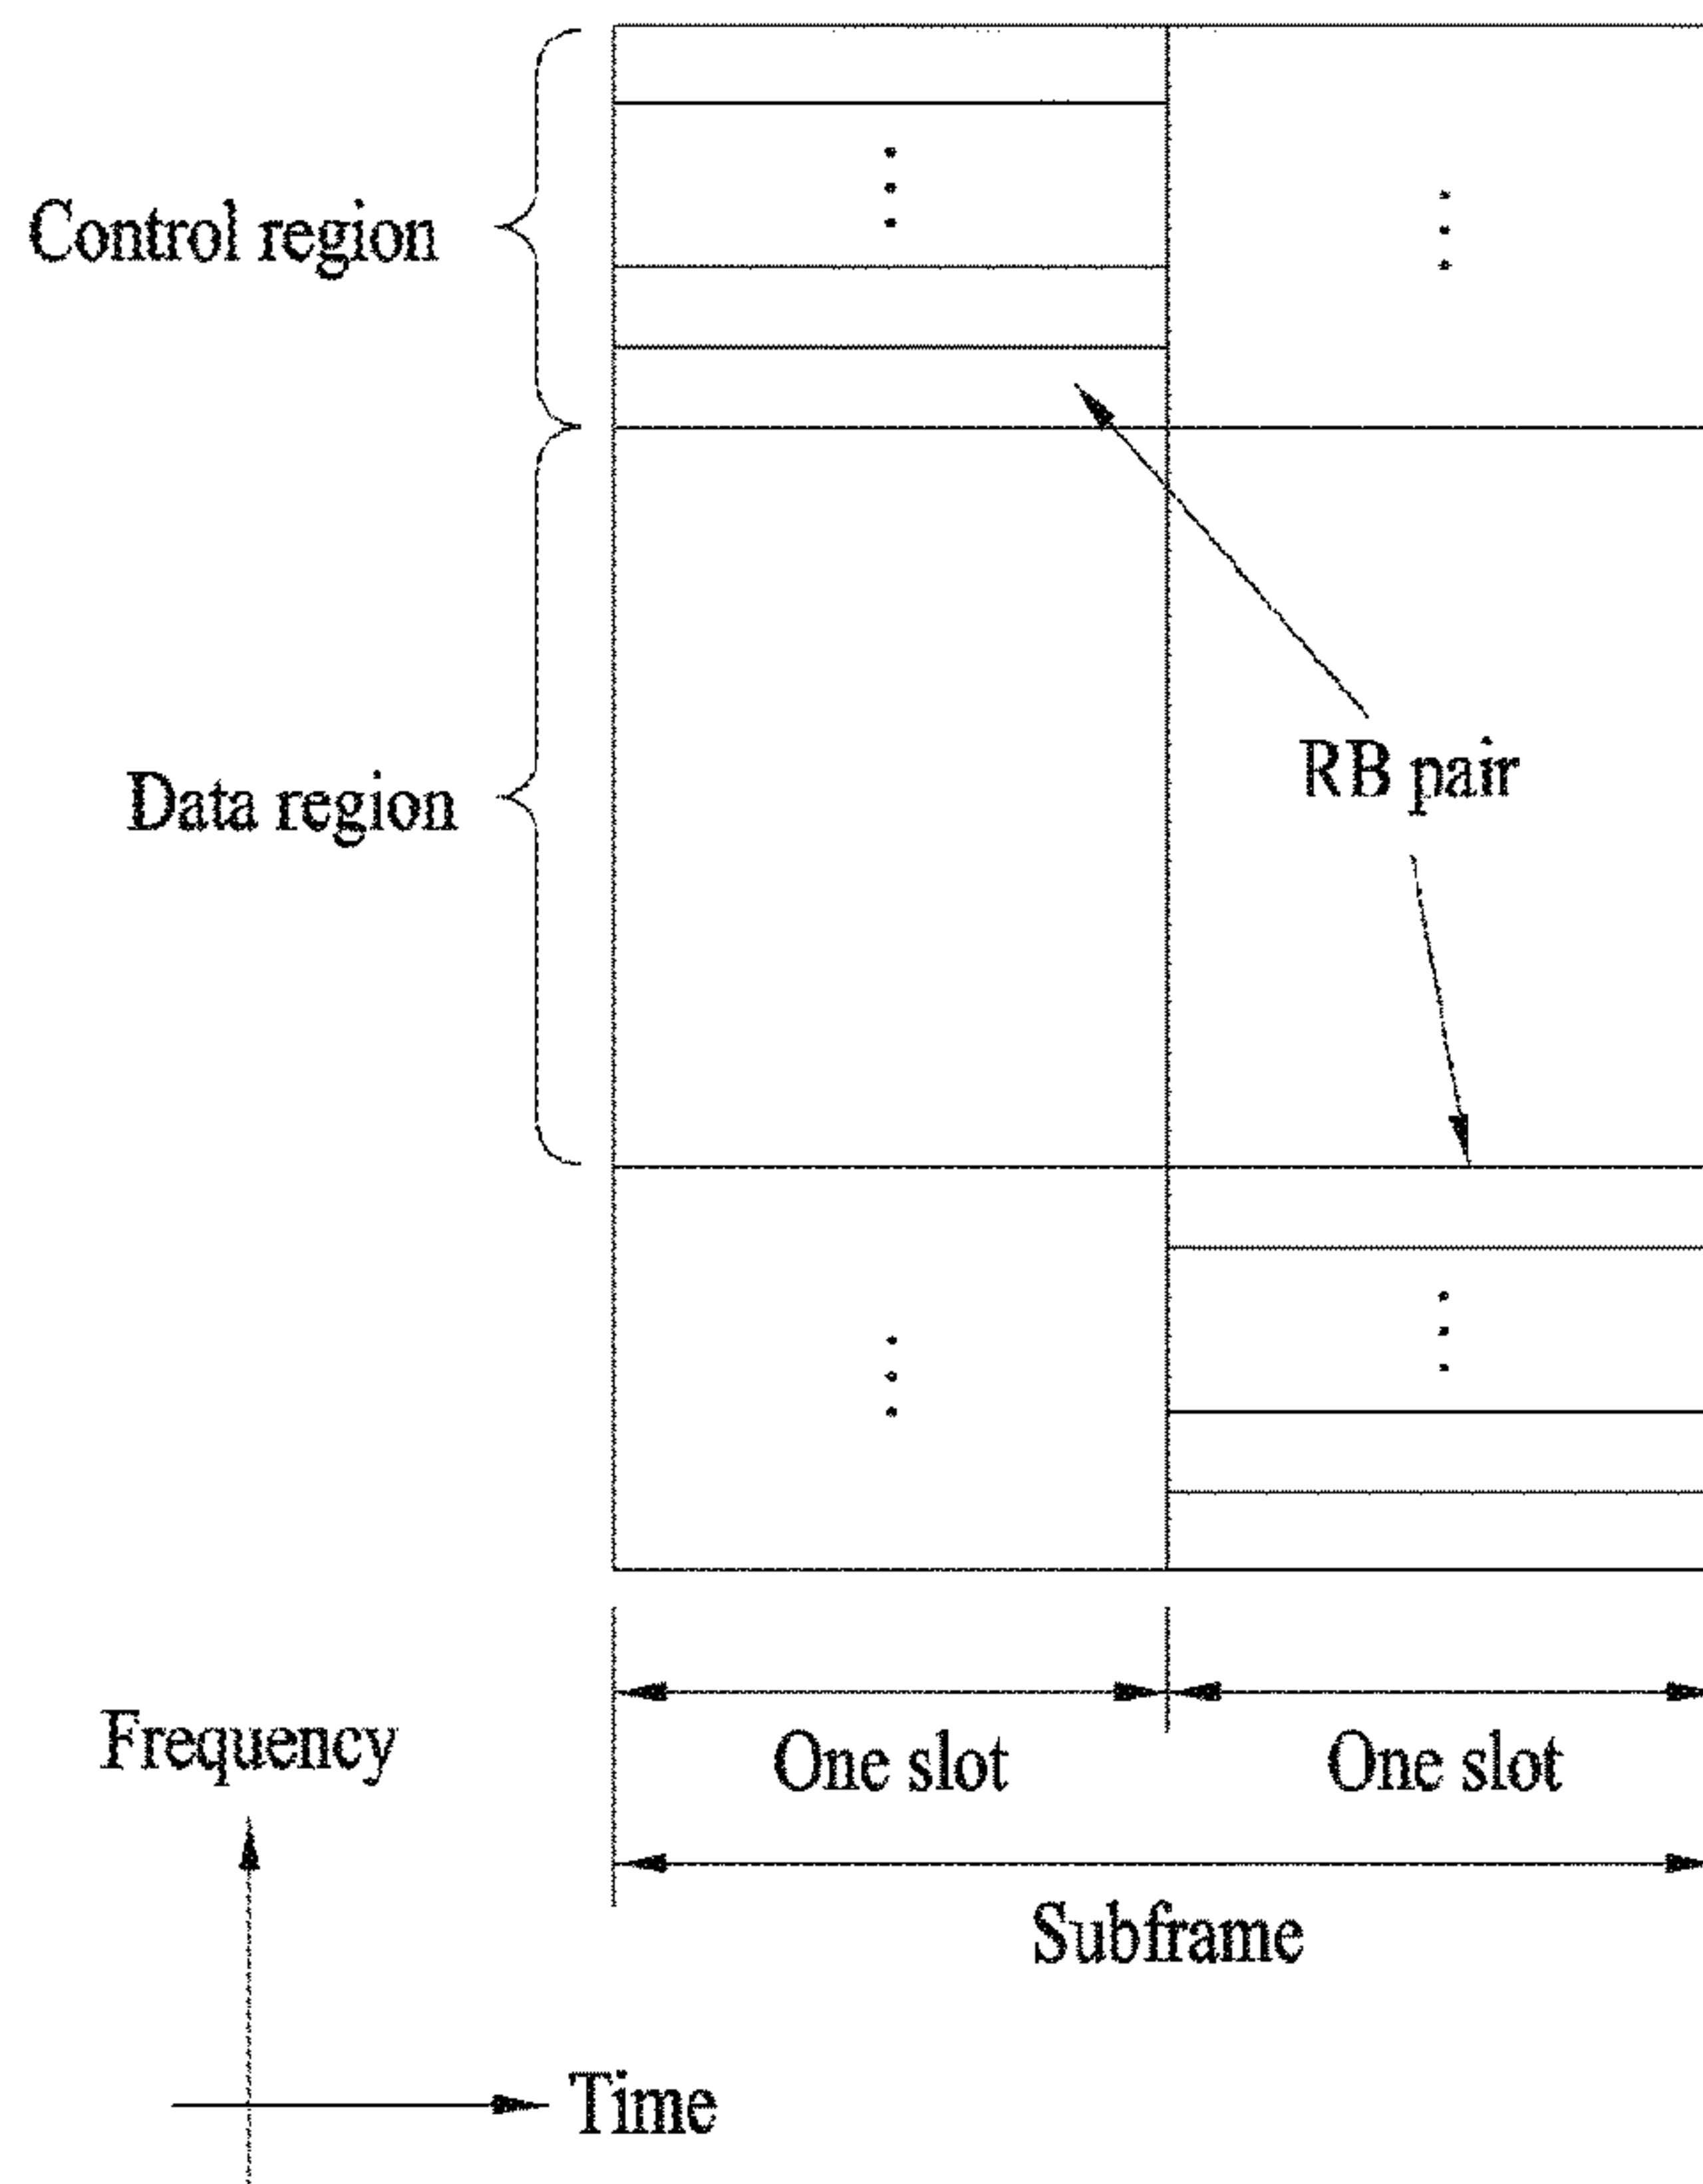 Control region
Data region
RB pair
One slot
One slot
Subframe
Frequency
Time